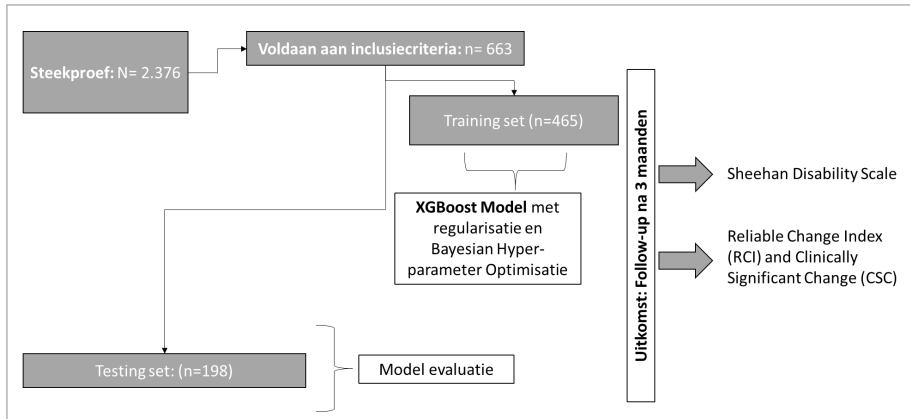 Steekproef: N= 2.376
Voldaan aan inclusiecriteria: n= 663
Training set (n=465)
XGBoost Model met
regularisatie en
Bayesian Hyper-
parameter Optimisatie
Testing set: (n=198)
Model evaluatie
Uitkomst: Follow-up na 3 maanden
Sheehan Disability Scale
Reliable Change Index
(RCI) and Clinically
Significant Change (CSC)